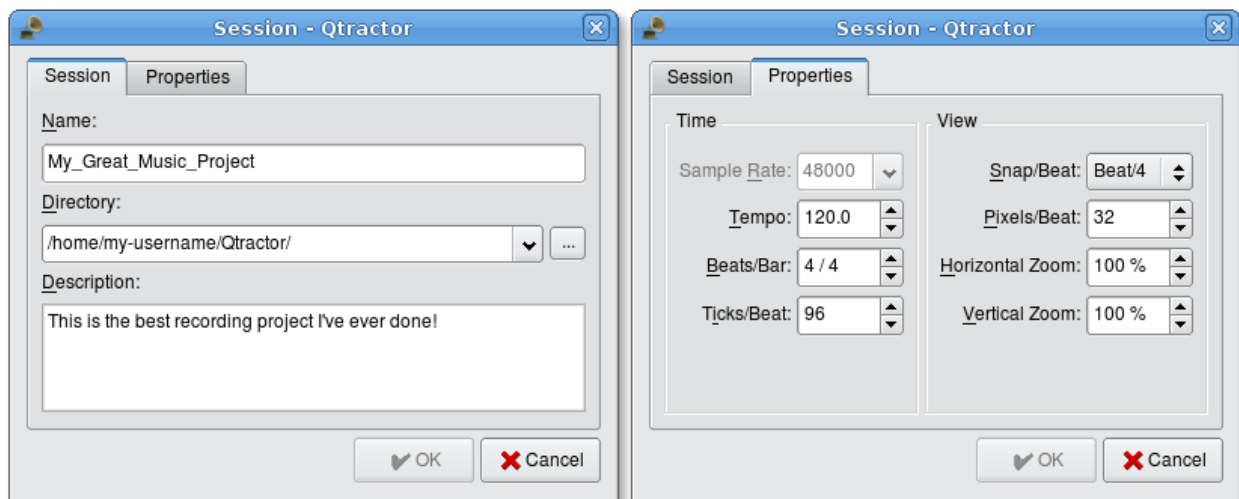 Session - Qtractor
Session Properties
Name:
My_Great_Music_Project
Directory:
/home/my-username/Qtractor/
...
Description:
This is the best recording project I've ever done!
OK Cancel
Session - Qtractor
Session Properties
Time View
Sample Rate: 48000 Snap/Beat: Beat/4
Tempo: 120.0 Pixels/Beat: 32
Beats/Bar: 4 / 4 Horizontal Zoom: 100 %
Ticks/Beat: 96 Vertical Zoom: 100 %
OK Cancel